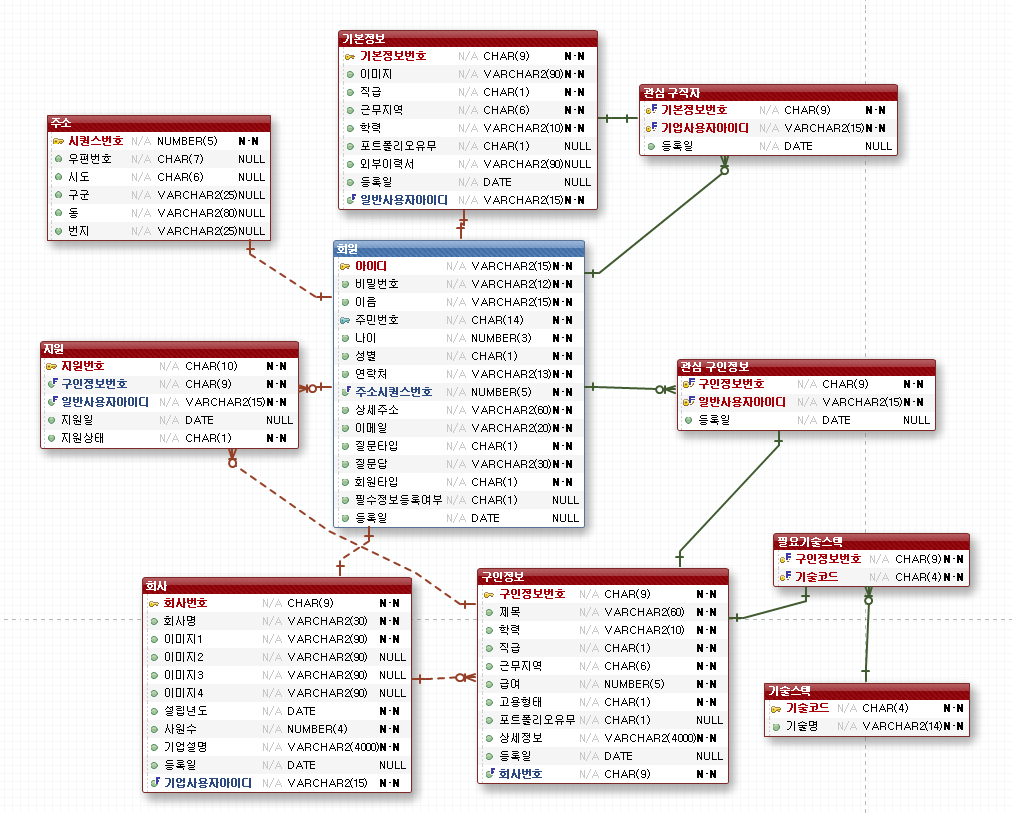 기본정보
기본정보번호 N/A CHAR(9) N-N
이미지 N/A VARCHAR2(90) N-N
직급 N/A CHAR(1) N-N
근무지역 N/A CHAR(6) N-N
학력 N/A VARCHAR2(10) N-N
포트폴리오유무 N/A CHAR(1) NULL
외부이력서 N/A VARCHAR2(90) NULL
등록일 N/A DATE NULL
일반사용자아이디 N/A VARCHAR2(15) N-N
관심 구직자
기본정보번호 N/A CHAR(9) N-N
기업사용자아이디 N/A VARCHAR2(15) N-N
등록일 N/A DATE NULL
주소
시퀀스번호 N/A NUMBER(5) N-N
우편번호 N/A CHAR(7) NULL
시도 N/A CHAR(6) NULL
구군 N/A VARCHAR2(25) NULL
동 N/A VARCHAR2(80) NULL
번지 N/A VARCHAR2(25) NULL
회원
아이디 N/A VARCHAR2(15) N-N
비밀번호 N/A VARCHAR2(12) N-N
이름 N/A VARCHAR2(15) N-N
주민번호 N/A CHAR(14) N-N
나이 N/A NUMBER(3) N-N
성별 N/A CHAR(1) N-N
연락처 N/A VARCHAR2(13) N-N
주소시퀀스번호 N/A NUMBER(5) N-N
상세주소 N/A VARCHAR2(60) N-N
이메일 N/A VARCHAR2(20) N-N
질문타입 N/A CHAR(1) N-N
질문답 N/A VARCHAR2(30) N-N
회원타입 N/A CHAR(1) N-N
필수정보등록여부 N/A CHAR(1) NULL
등록일 N/A DATE NULL
지원
지원번호 N/A CHAR(10) N-N
구인정보번호 N/A CHAR(9) N-N
일반사용자아이디 N/A VARCHAR2(15) N-N
지원일 N/A DATE NULL
지원상태 N/A CHAR(1) N-N
관심 구인정보
구인정보번호 N/A CHAR(9) N-N
일반사용자아이디 N/A VARCHAR2(15) N-N
등록일 N/A DATE NULL
필요기술스택
구인정보번호 N/A CHAR(9) N-N
기술코드 N/A CHAR(4) N-N
회사
회사번호 N/A CHAR(9) N-N
회사명 N/A VARCHAR2(30) N-N
이미지1 N/A VARCHAR2(90) N-N
이미지2 N/A VARCHAR2(90) NULL
이미지3 N/A VARCHAR2(90) NULL
이미지4 N/A VARCHAR2(90) NULL
설립년도 N/A DATE N-N
사원수 N/A NUMBER(4) N-N
기업설명 N/A VARCHAR2(4000) N-N
등록일 N/A DATE NULL
기업사용자아이디 N/A VARCHAR2(15) N-N
구인정보
구인정보번호 N/A CHAR(9) N-N
제목 N/A VARCHAR2(60) N-N
학력 N/A VARCHAR2(10) N-N
직급 N/A CHAR(1) N-N
근무지역 N/A CHAR(6) N-N
급여 N/A NUMBER(5) N-N
고용형태 N/A CHAR(1) N-N
포트폴리오유무 N/A CHAR(1) NULL
상세정보 N/A VARCHAR2(4000) N-N
등록일 N/A DATE NULL
회사번호 N/A CHAR(9) N-N
기술스택
기술코드 N/A CHAR(4) N-N
기술명 N/A VARCHAR2(14) N-N